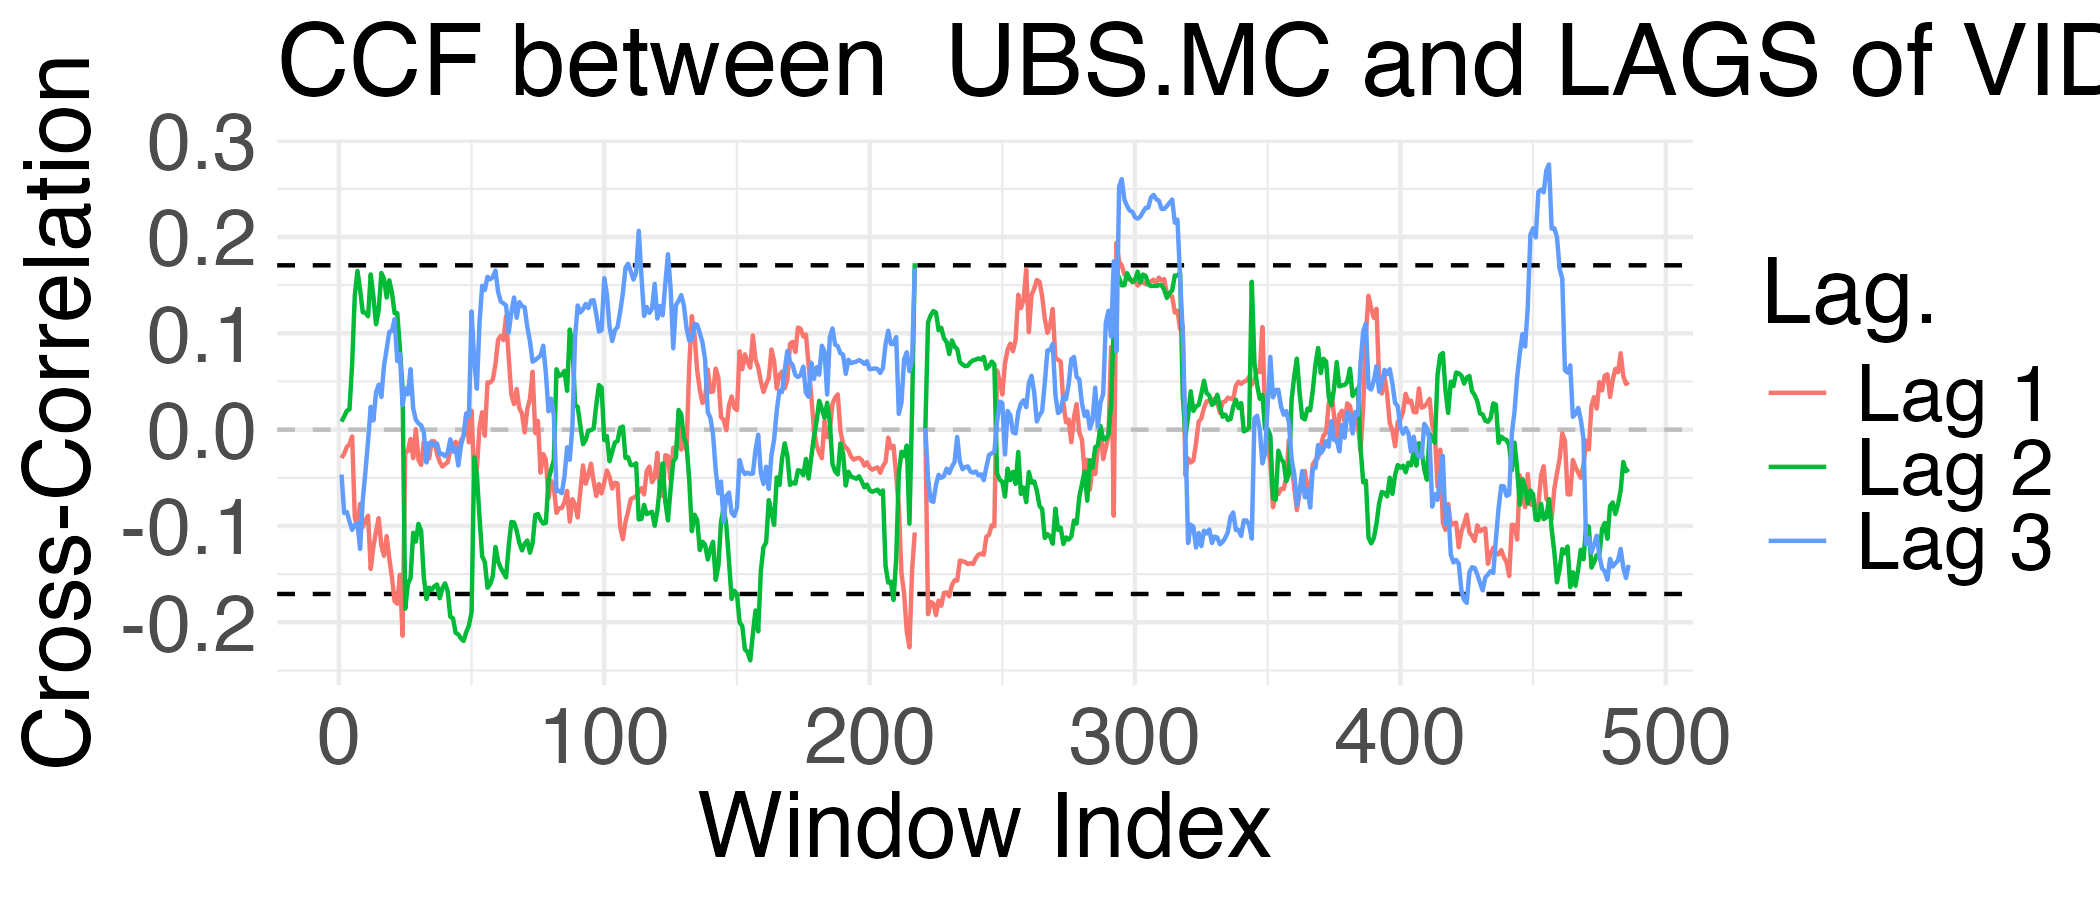 CCF between  UBS.MC and LAGS of VID
Cross-Correlation
0.3
0.2
0.1
0.0
-0.1
-0.2
0
100
200
300
400
500
Window Index
Lag.
Lag 1
Lag 2
Lag 3